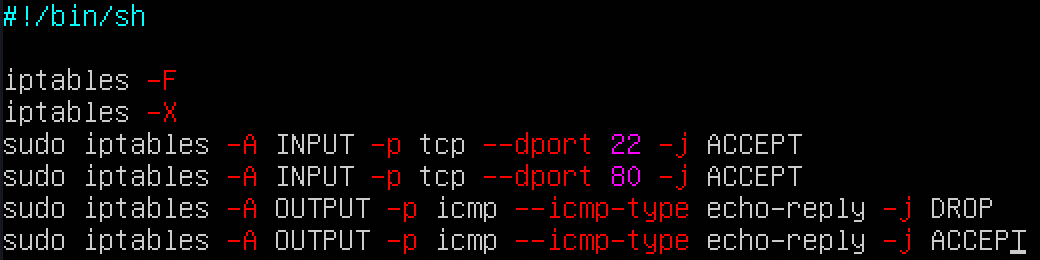 #!/bin/sh
iptables -F
iptables -X
sudo iptables -A INPUT -p tcp --dport 22 -j ACCEPT
sudo iptables -A INPUT -p tcp --dport 80 -j ACCEPT
sudo iptables -A OUTPUT -p icmp --icmp-type echo-reply -j DROP
sudo iptables -A OUTPUT -p icmp --icmp-type echo-reply -j ACCEPT